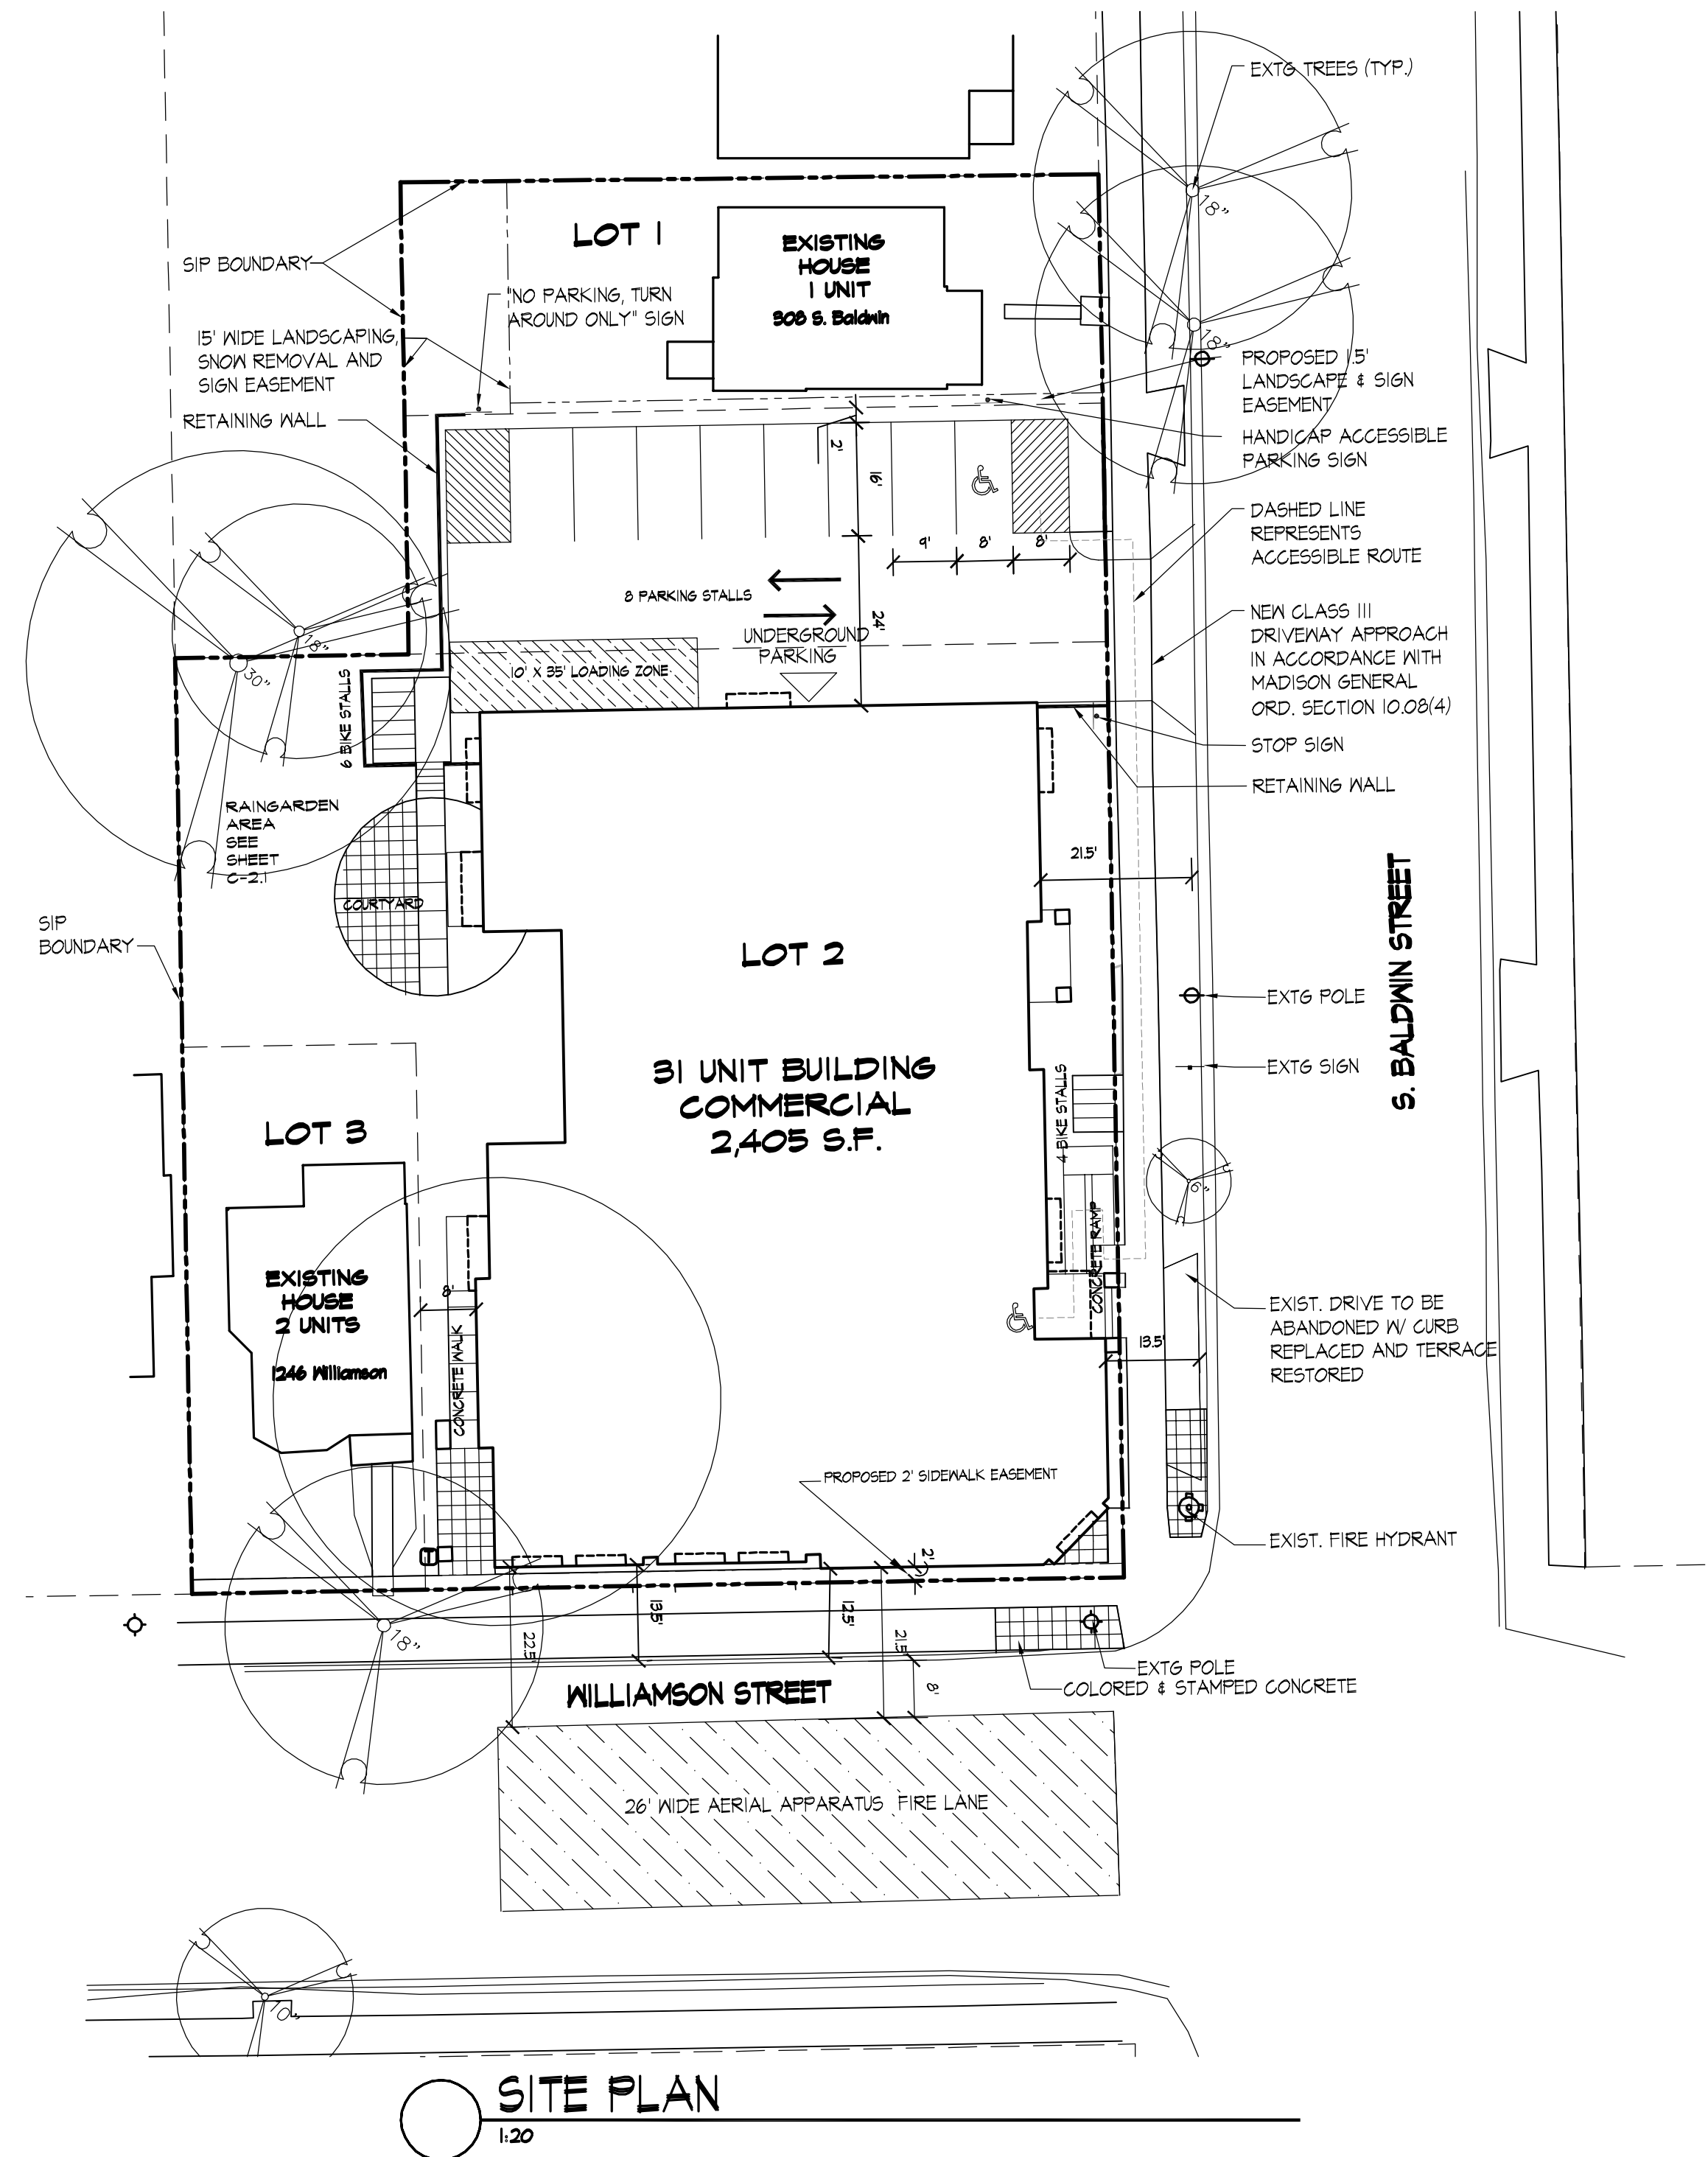 EXTG TREES (TYP.)
18"
LOT 1
EXISTING
HOUSE
1 UNIT
308 S. Baldwin
SIP BOUNDARY
"NO PARKING, TURN
AROUND ONLY" SIGN
15' WIDE LANDSCAPING,
SNOW REMOVAL AND
SIGN EASEMENT
RETAINING WALL
18"
PROPOSED 1.5'
LANDSCAPE & SIGN
EASEMENT
HANDICAP ACCESSIBLE
PARKING SIGN
2'
16'
9'
8'
8'
DASHED LINE
REPRESENTS
ACCESSIBLE ROUTE
8 PARKING STALLS
24'
UNDERGROUND
PARKING
10' X 35' LOADING ZONE
NEW CLASS III
DRIVEWAY APPROACH
IN ACCORDANCE WITH
MADISON GENERAL
ORD. SECTION 10.08(4)
STOP SIGN
RETAINING WALL
18"
30"
6 BIKE STALLS
RAINGARDEN
AREA
SEE
SHEET
C-2.1
COURTYARD
SIP
BOUNDARY
21.5'
LOT 2
31 UNIT BUILDING
COMMERCIAL
2,405 S.F.
S. BALDWIN STREET
EXTG POLE
EXTG SIGN
4 BIKE STALLS
6"
CONCRETE RAMP
LOT 3
EXISTING
HOUSE
2 UNITS
1246 Williamson
8'
CONCRETE WALK
13.5'
EXIST. DRIVE TO BE
ABANDONED W/ CURB
REPLACED AND TERRACE
RESTORED
PROPOSED 2' SIDEWALK EASEMENT
EXIST. FIRE HYDRANT
T
2'
18"
22.5'
13.5'
12.5'
21.5'
8'
EXTG POLE
COLORED & STAMPED CONCRETE
WILLIAMSON STREET
26' WIDE AERIAL APPARATUS FIRE LANE
10"
SITE PLAN
1:20